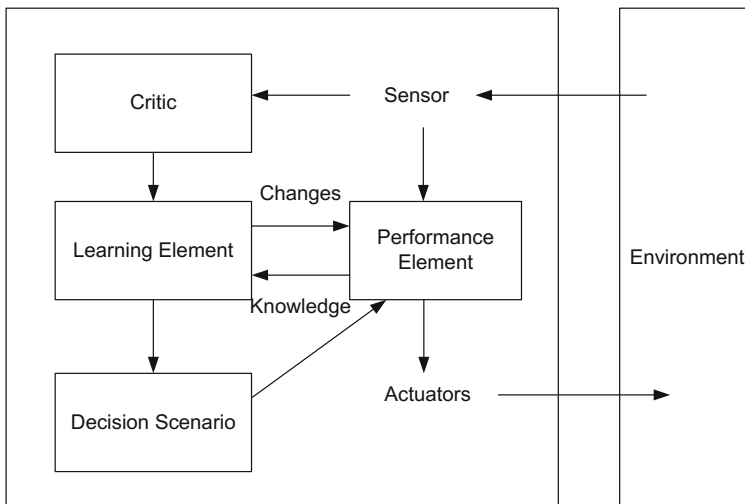 Critic
Sensor
Changes
Learning Element
Performance
Element
Environment
Knowledge
Decision Scenario
Actuators